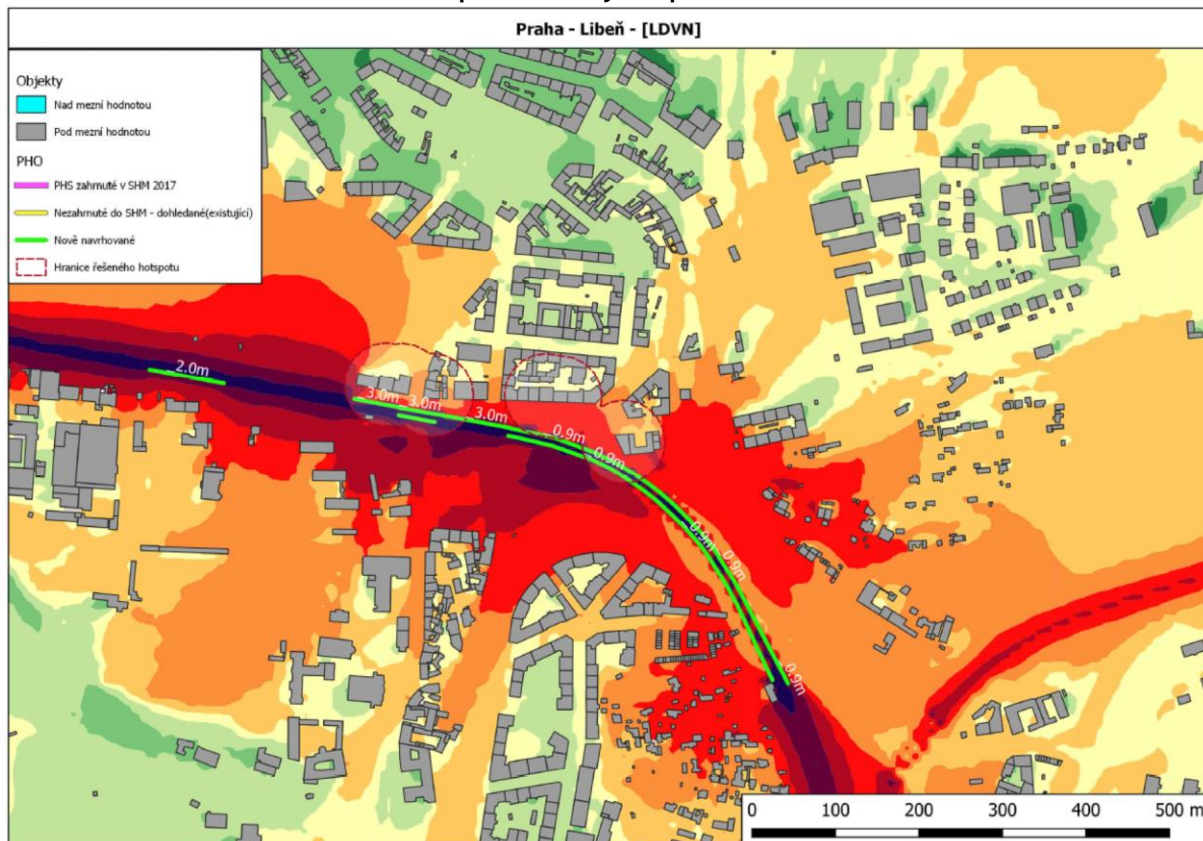 Praha - Libeň - [LDVN]
Objekty
Nad mezní hodnotou
Pod mezní hodnotou
PHO
PHS zahrnuté v SHM 2017
Nezahrnuté do SHM - dohledané(existující)
Nově navrhované
Hranice řešeného hotspotu
2.0m
3.0m
3.0m
3.0m
0.9m
0.9m
0.9m
0.9m
0.9m
0 100 200 300 400 500 m